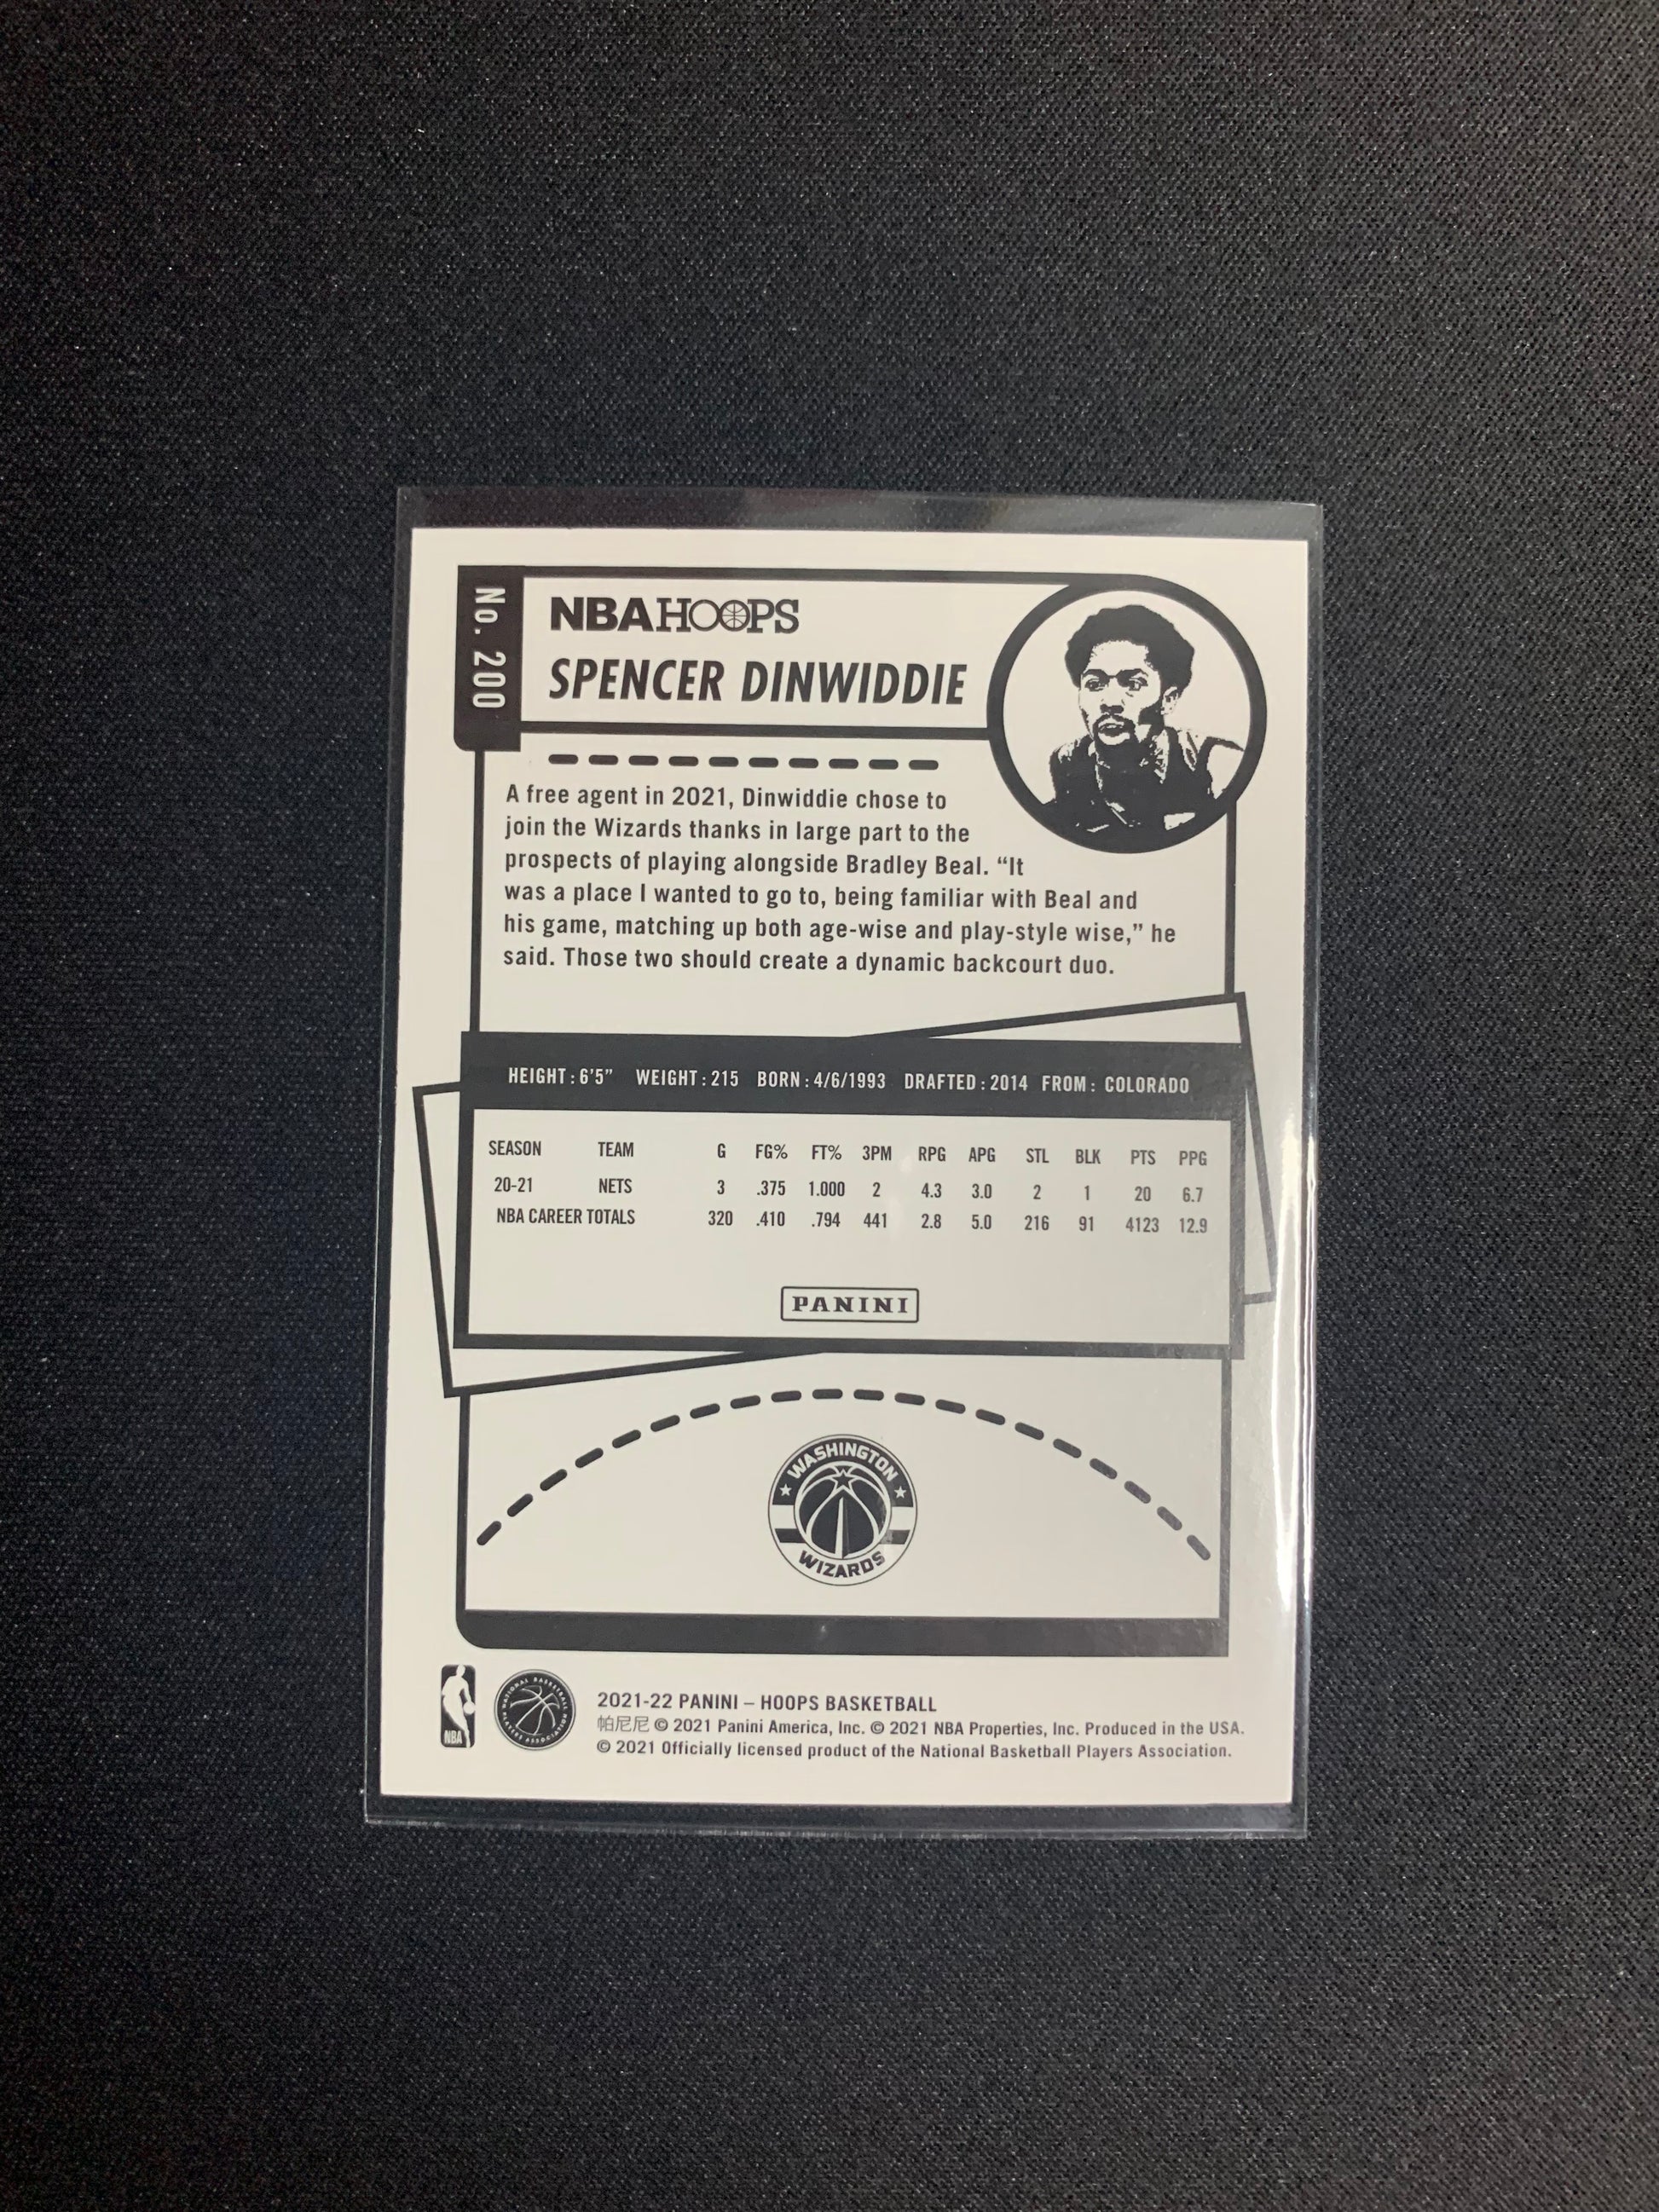 No. 200
NBA HOOPS
SPENCER DINWIDDIE
A free agent in 2021, Dinwiddie chose to
join the Wizards thanks in large part to the
prospects of playing alongside Bradley Beal. “It
was a place I wanted to go to, being familiar with Beal and
his game, matching up both age-wise and play-style wise,” he
said. Those two should create a dynamic backcourt duo.
HEIGHT : 6'5” WEIGHT : 215 BORN : 4/6/1993 DRAFTED : 2014 FROM : COLORADO
SEASON TEAM G FG% FT% 3PM RPG APG STL BLK PTS PPG
20-21 NETS 3 .375 1.000 2 4.3 3.0 2 1 20 6.7
NBA CAREER TOTALS 320 .410 .794 441 2.8 5.0 216 91 4123 12.9
PANINI
WASHINGTON
WIZARDS
NBA
NATIONAL BASKETBALL
PLAYERS ASSOCIATION
2021-22 PANINI – HOOPS BASKETBALL
帕尼尼 © 2021 Panini America, Inc. © 2021 NBA Properties, Inc. Produced in the USA.
© 2021 Officially licensed product of the National Basketball Players Association.